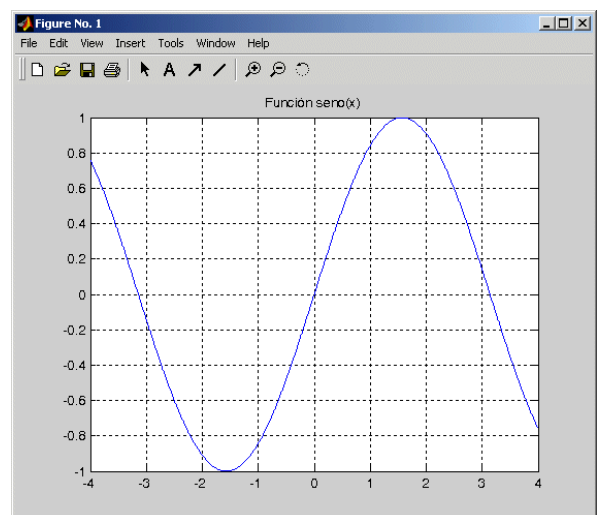 Figure No. 1
File Edit View Insert Tools Window Help
A
Función seno(x)
1
0.8
0.6
0.4
0.2
0
-0.2
-0.4
-0.6
-0.8
-1
-4 -3 -2 -1 0 1 2 3 4